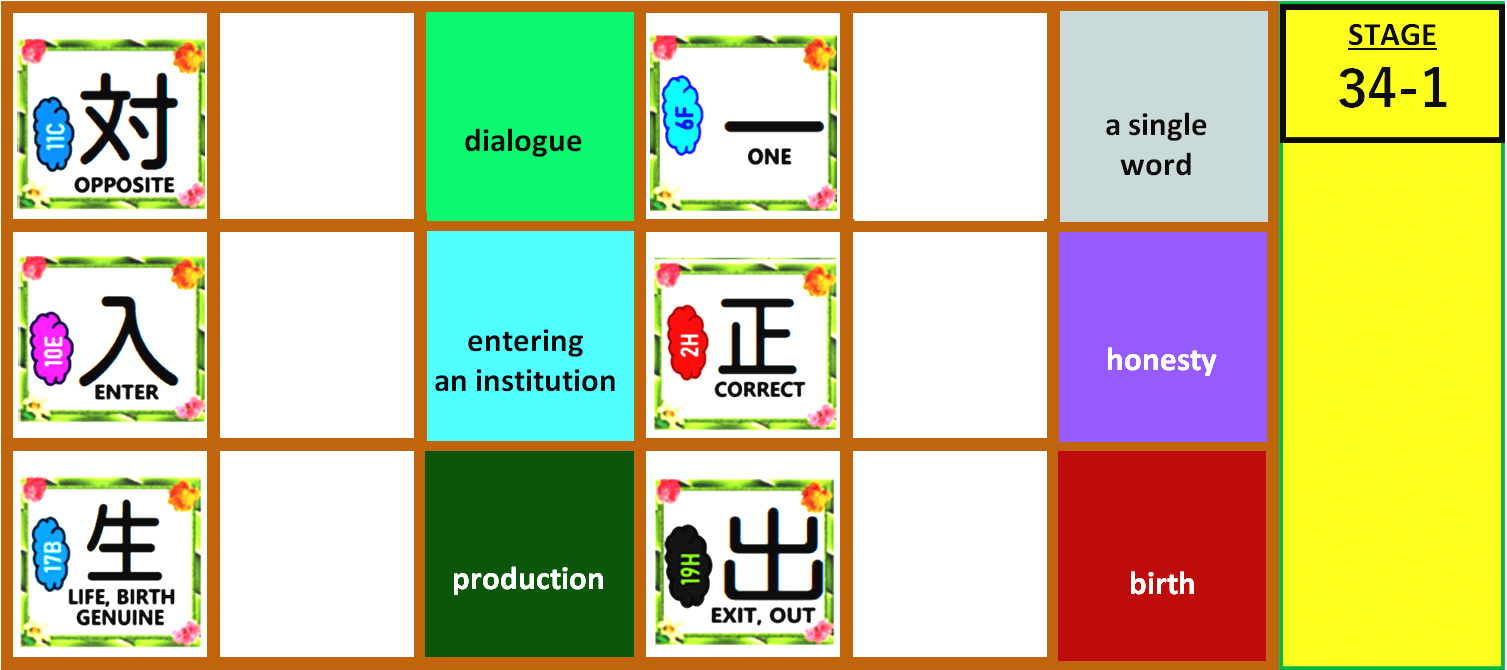 11C
対
OPPOSITE
dialogue
6F
一
ONE
a single
word
STAGE
34-1
10E
入
ENTER
entering
an institution
2H
正
CORRECT
honesty
17B
生
LIFE, BIRTH
GENUINE
production
19H
出
EXIT, OUT
birth